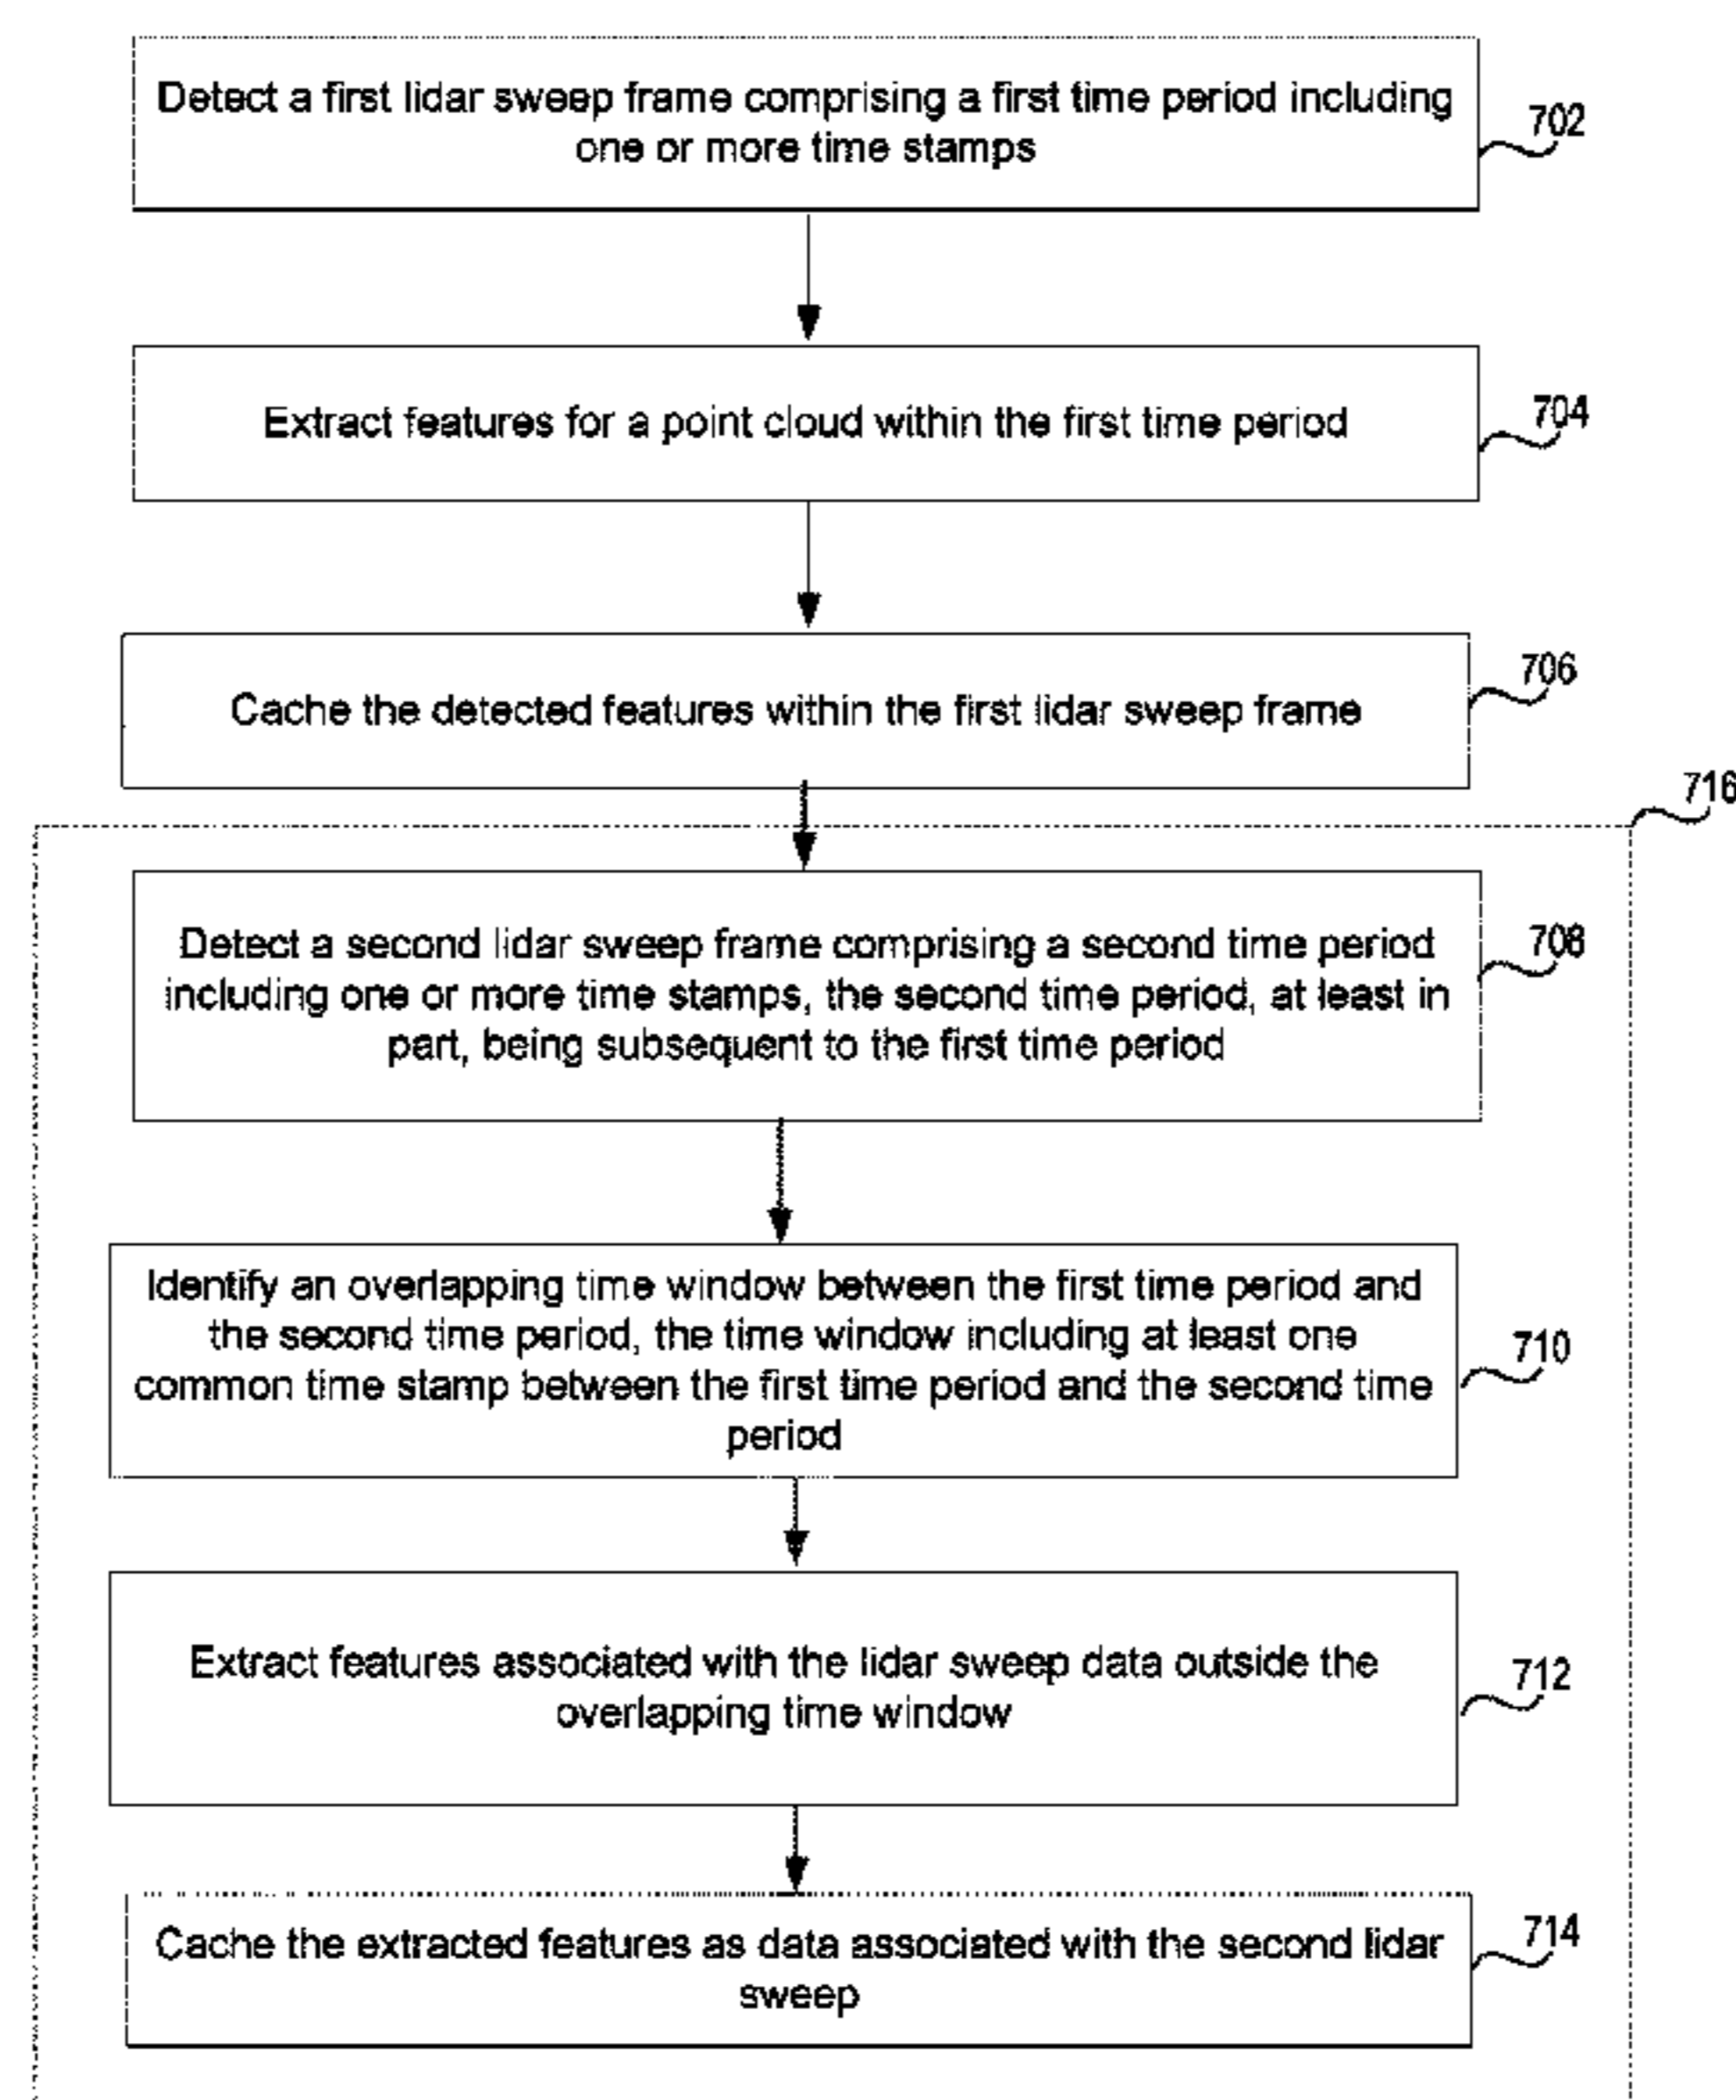 Detect a first lidar sweep frame comprising a first time period including
one or more time stamps
702
Extract features for a point cloud within the first time period
704
Cache the detected features within the first lidar sweep frame
706
716
Detect a second lidar sweep frame comprising a second time period
including one or more time stamps, the second time period, at least in
part, being subsequent to the first time period
708
Identify an overlapping time window between the first time period and
the second time period, the time window including at least one
common time stamp between the first time period and the second time
period
710
Extract features associated with the lidar sweep data outside the
overlapping time window
712
Cache the extracted features as data associated with the second lidar
sweep
714